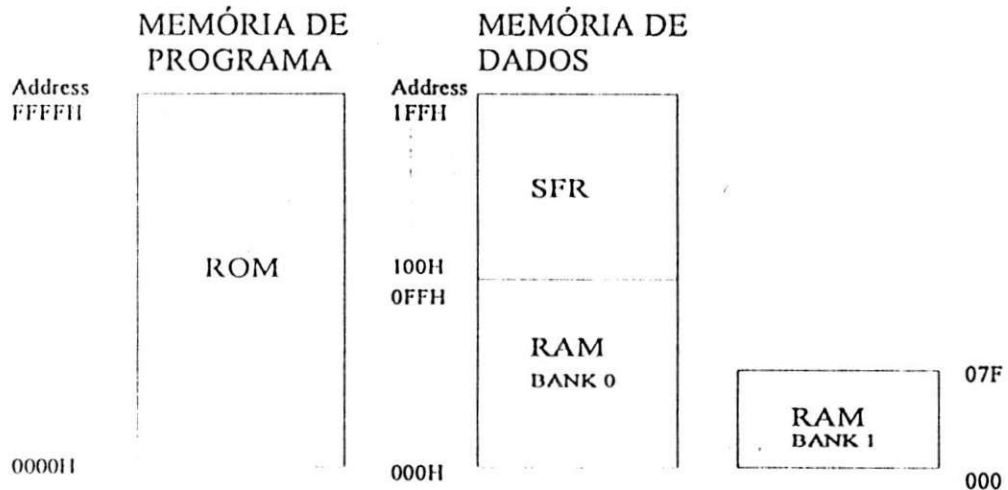 MEMÓRIA DE
PROGRAMA
Address
FFFFH
ROM
0000H
MEMÓRIA DE
DADOS
Address
1FFH
SFR
100H
0FFH
RAM
BANK 0
000H
07F
RAM
BANK 1
000